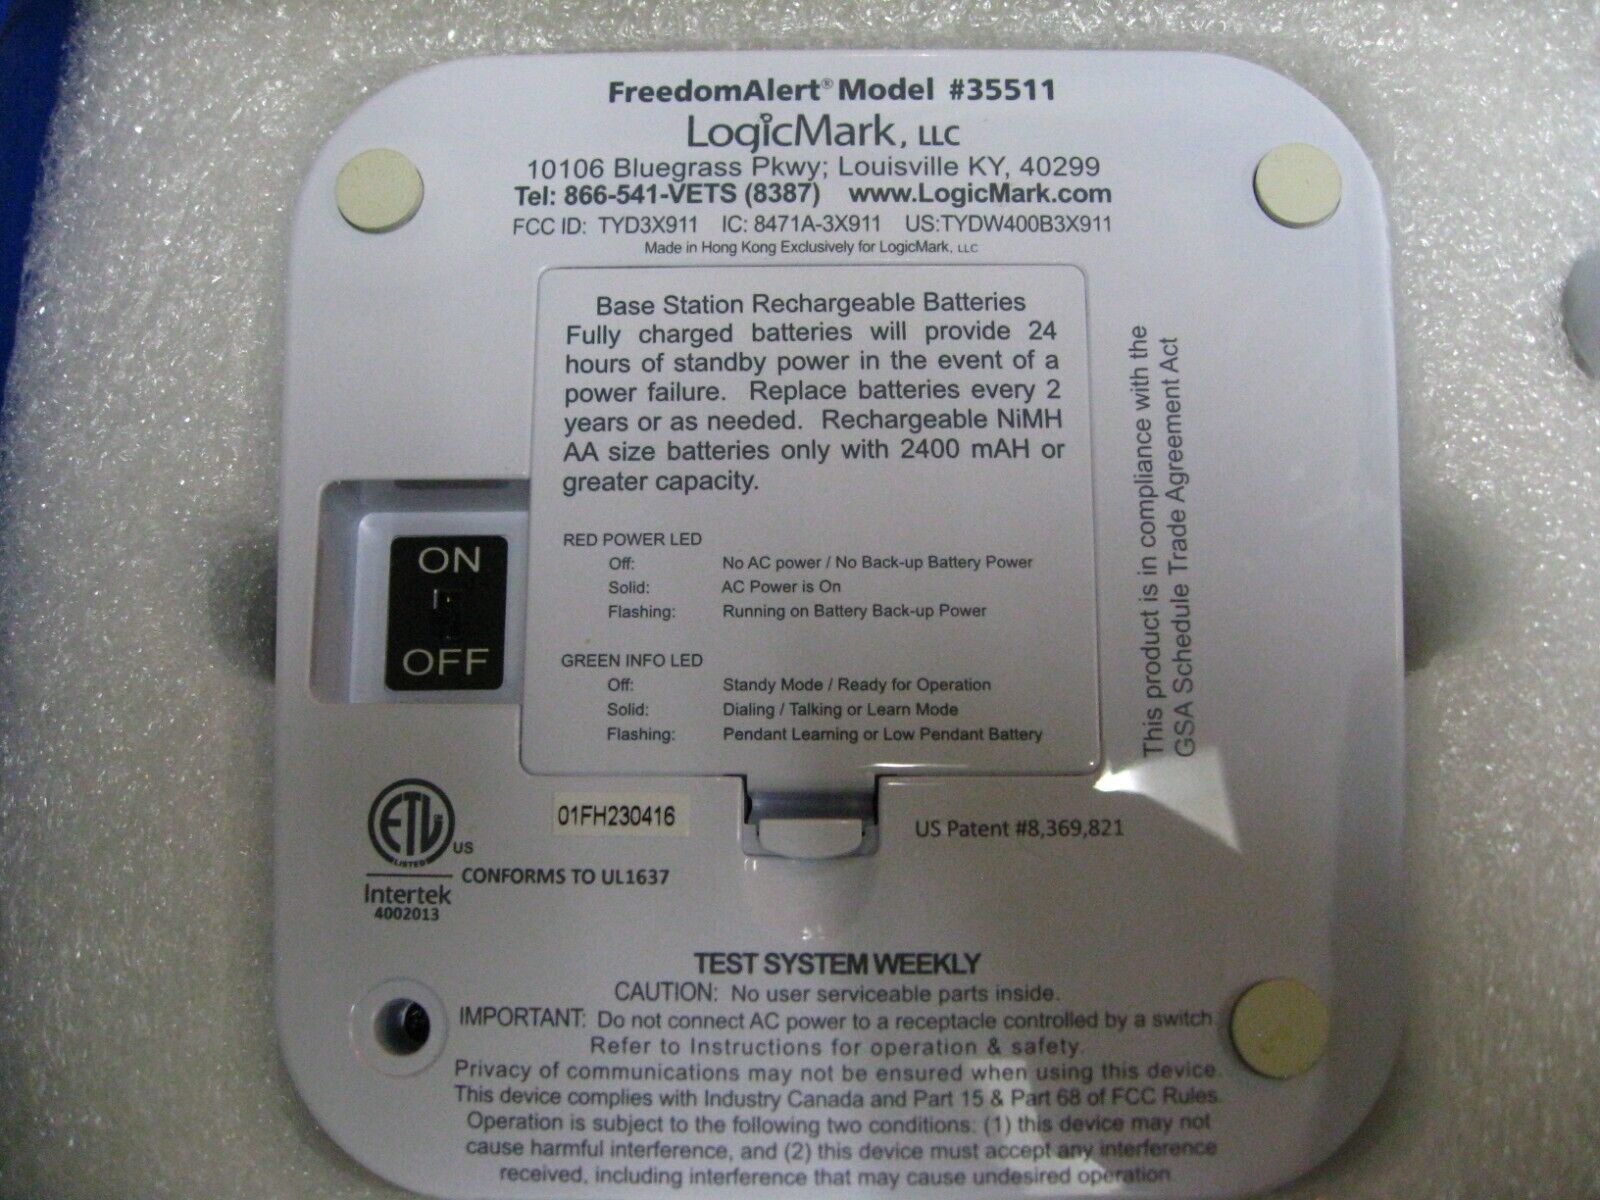 FreedomAlert® Model #35511
LogicMark, LLC
10106 Bluegrass Pkwy; Louisville KY, 40299
Tel: 866-541-VETS (8387) www.LogicMark.com
FCC ID: TYD3X911 IC: 8471A-3X911 US:TYDW400B3X911
Made in Hong Kong Exclusively for LogicMark, LLC
Base Station Rechargeable Batteries
Fully charged batteries will provide 24
hours of standby power in the event of a
power failure. Replace batteries every 2
years or as needed. Rechargeable NiMH
AA size batteries only with 2400 mAH or
greater capacity.
RED POWER LED
Off: No AC power / No Back-up Battery Power
Solid: AC Power is On
Flashing: Running on Battery Back-up Power
GREEN INFO LED
Off: Standy Mode / Ready for Operation
Solid: Dialing / Talking or Learn Mode
Flashing: Pendant Learning or Low Pendant Battery
ON
OFF
This product is in compliance with the
GSA Schedule Trade Agreement Act
ETL
LISTED
US
Intertek
4002013
CONFORMS TO UL1637
01FH230416
US Patent #8,369,821
TEST SYSTEM WEEKLY
CAUTION: No user serviceable parts inside.
IMPORTANT: Do not connect AC power to a receptacle controlled by a switch.
Refer to Instructions for operation & safety.
Privacy of communications may not be ensured when using this device.
This device complies with Industry Canada and Part 15 & Part 68 of FCC Rules.
Operation is subject to the following two conditions: (1) this device may not
cause harmful interference, and (2) this device must accept any interference
received, including interference that may cause undesired operation.